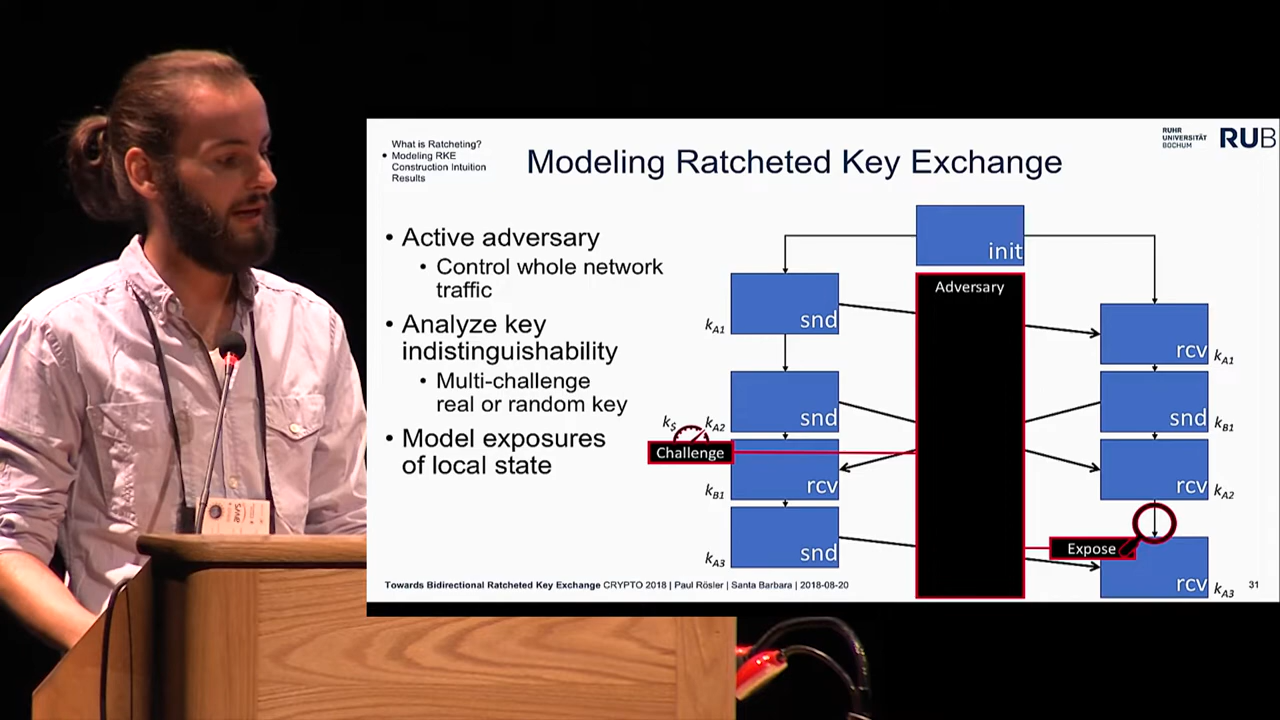 What is Ratcheting?
• Modeling RKE
Construction Intuition
Results
Modeling Ratcheted Key Exchange
RUHR
UNIVERSITÄT
BOCHUM
RUB
• Active adversary
• Control whole network
traffic
• Analyze key
indistinguishability
• Multi-challenge
real or random key
• Model exposures
of local state
init
Adversary
snd
kA1
rcv
kA1
snd
k$
kA2
snd
kB1
Challenge
rcv
kB1
rcv
kA2
snd
kA3
Expose
rcv
kA3
Towards Bidirectional Ratcheted Key Exchange CRYPTO 2018 | Paul Rösler | Santa Barbara | 2018-08-20
31